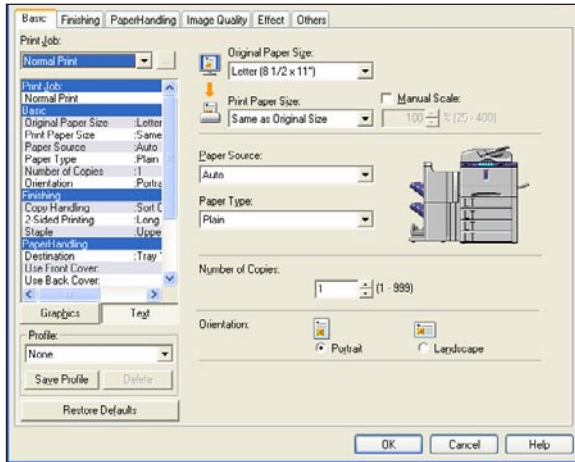 Basic Finishing PaperHandling Image Quality Effect Others
Print Job:
Normal Print
...
Print Job:
Normal Print
Basic
Original Paper Size :Letter
Print Paper Size :Same
Paper Source :Auto
Paper Type :Plain
Number of Copies :1
Orientation :Portra
Finishing
Copy Handling :Sort C
2-Sided Printing :Long
Staple :Uppe
PaperHandling
Destination :Tray
Use Front Cover:
Use Back Cover:
Graphics Text
Profile:
None
Save Profile Delete
Restore Defaults
Original Paper Size:
Letter (8 1/2 x 11")
Print Paper Size:
Same as Original Size
Manual Scale:
100 % (25 - 400)
Paper Source:
Auto
Paper Type:
Plain
Number of Copies:
1 (1 - 999)
Orientation:
Portrait Landscape
OK Cancel Help